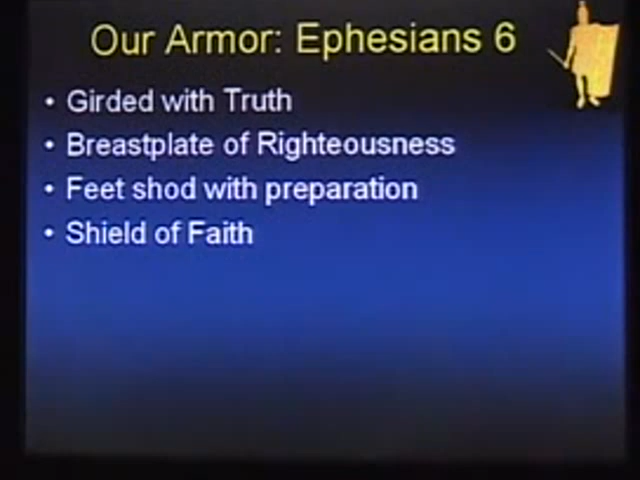 Our Armor: Ephesians 6
• Girded with Truth
• Breastplate of Righteousness
• Feet shod with preparation
• Shield of Faith